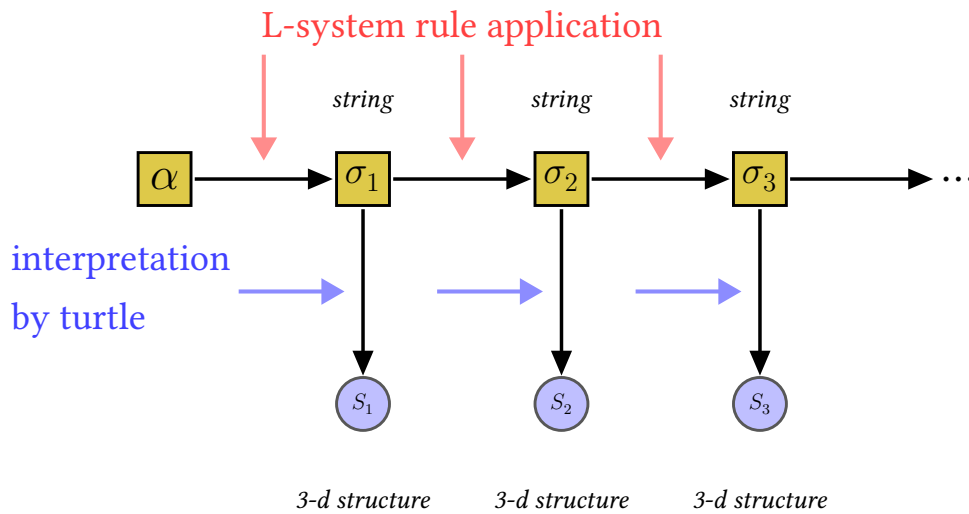 L-system rule application
string string string
α σ₁ σ₂ σ₃ ···
interpretation
by turtle
S₁ S₂ S₃
3-d structure 3-d structure 3-d structure